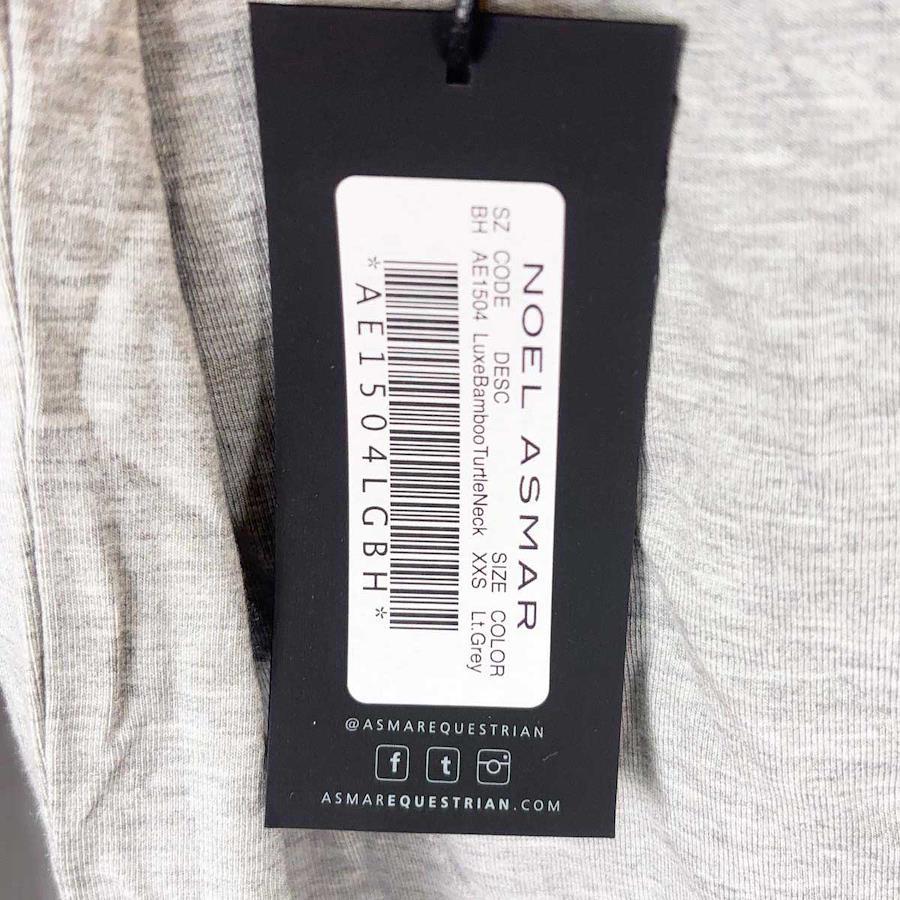 NOEL ASMAR
SZ CODE DESC SIZE COLOR
BH AE1504 LuxeBambooTurtleNeck XXS Lt.Grey
*AE1504LGBH*
@ASMAREQUESTRIAN
f t
ASMAREQUESTRIAN.COM